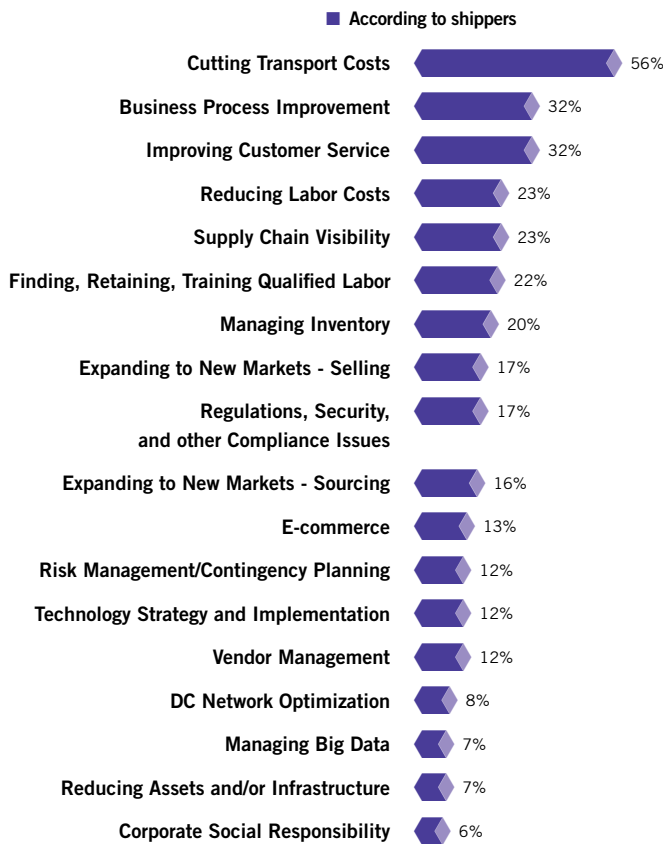 According to shippers
Cutting Transport Costs 56%
Business Process Improvement 32%
Improving Customer Service 32%
Reducing Labor Costs 23%
Supply Chain Visibility 23%
Finding, Retaining, Training Qualified Labor 22%
Managing Inventory 20%
Expanding to New Markets - Selling 17%
Regulations, Security, 17%
and other Compliance Issues
Expanding to New Markets - Sourcing 16%
E-commerce 13%
Risk Management/Contingency Planning 12%
Technology Strategy and Implementation 12%
Vendor Management 12%
DC Network Optimization 8%
Managing Big Data 7%
Reducing Assets and/or Infrastructure 7%
Corporate Social Responsibility 6%